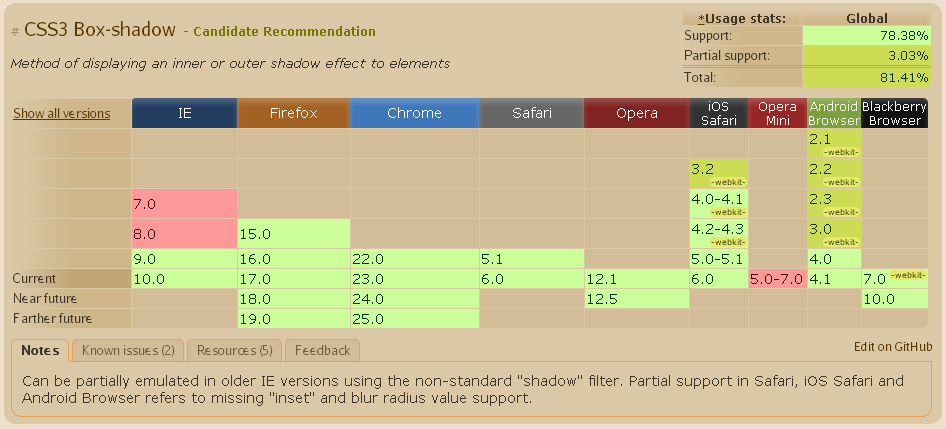 # CSS3 Box-shadow - Candidate Recommendation
*Usage stats: Global
Support: 78.38%
Partial support: 3.03%
Total: 81.41%
Method of displaying an inner or outer shadow effect to elements
Show all versions IE Firefox Chrome Safari Opera iOS Safari Opera Mini Android Browser Blackberry Browser
2.1 -webkit-
3.2 -webkit- 2.2 -webkit-
7.0 4.0-4.1 -webkit- 2.3 -webkit-
8.0 15.0 4.2-4.3 -webkit- 3.0 -webkit-
9.0 16.0 22.0 5.1 5.0-5.1 4.0
Current 10.0 17.0 23.0 6.0 12.1 6.0 5.0-7.0 4.1 7.0 -webkit-
Near future 18.0 24.0 12.5 10.0
Farther future 19.0 25.0
Notes Known issues (2) Resources (5) Feedback Edit on GitHub
Can be partially emulated in older IE versions using the non-standard "shadow" filter. Partial support in Safari, iOS Safari and
Android Browser refers to missing "inset" and blur radius value support.